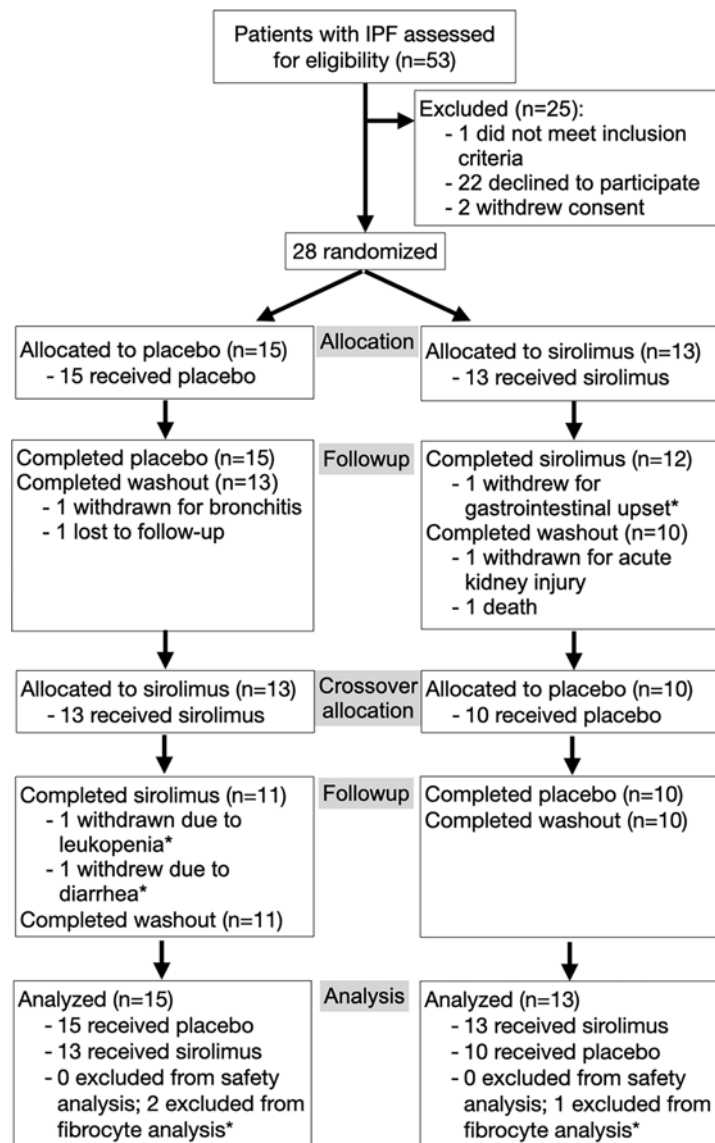 Patients with IPF assessed
for eligibility (n=53)
Excluded (n=25):
- 1 did not meet inclusion
criteria
- 22 declined to participate
- 2 withdrew consent
28 randomized
Allocated to placebo (n=15)
- 15 received placebo
Allocation
Allocated to sirolimus (n=13)
- 13 received sirolimus
Completed placebo (n=15)
Completed washout (n=13)
- 1 withdrawn for bronchitis
- 1 lost to follow-up
Followup
Completed sirolimus (n=12)
- 1 withdrew for
gastrointestinal upset*
Completed washout (n=10)
- 1 withdrawn for acute
kidney injury
- 1 death
Allocated to sirolimus (n=13)
- 13 received sirolimus
Crossover
allocation
Allocated to placebo (n=10)
- 10 received placebo
Completed sirolimus (n=11)
- 1 withdrawn due to
leukopenia*
- 1 withdrew due to
diarrhea*
Completed washout (n=11)
Followup
Completed placebo (n=10)
Completed washout (n=10)
Analyzed (n=15)
- 15 received placebo
- 13 received sirolimus
- 0 excluded from safety
analysis; 2 excluded from
fibrocyte analysis*
Analysis
Analyzed (n=13)
- 13 received sirolimus
- 10 received placebo
- 0 excluded from safety
analysis; 1 excluded from
fibrocyte analysis*